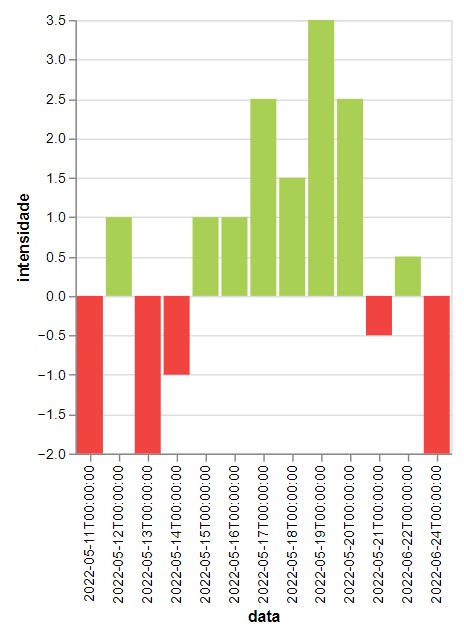 intensidade
3.5
3.0
2.5
2.0
1.5
1.0
0.5
0.0
−0.5
−1.0
−1.5
−2.0
2022-05-11T00:00:00
2022-05-12T00:00:00
2022-05-13T00:00:00
2022-05-14T00:00:00
2022-05-15T00:00:00
2022-05-16T00:00:00
2022-05-17T00:00:00
2022-05-18T00:00:00
2022-05-19T00:00:00
2022-05-20T00:00:00
2022-05-21T00:00:00
2022-06-22T00:00:00
2022-06-24T00:00:00
data